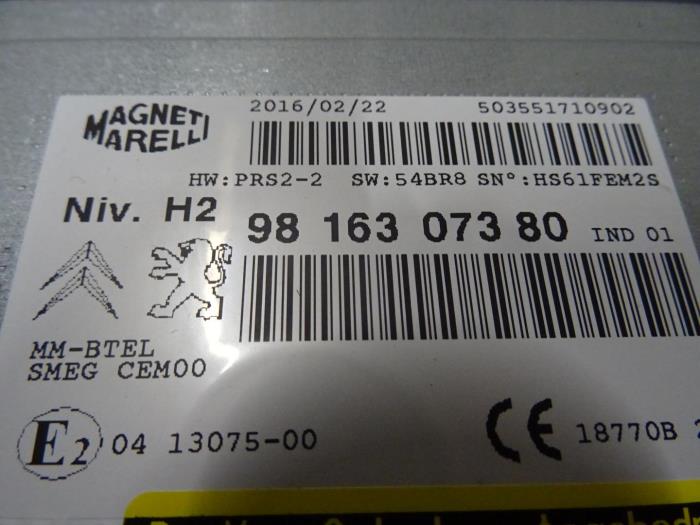 MAGNETI
MARELLI
2016/02/22 503551710902
HW:PRS2-2 SW:54BR8 SN°:HS61FEM2S
Niv. H2 98 163 073 80 IND 01
MM-BTEL
SMEG CEM00
E2 04 13075-00 CE 18770B